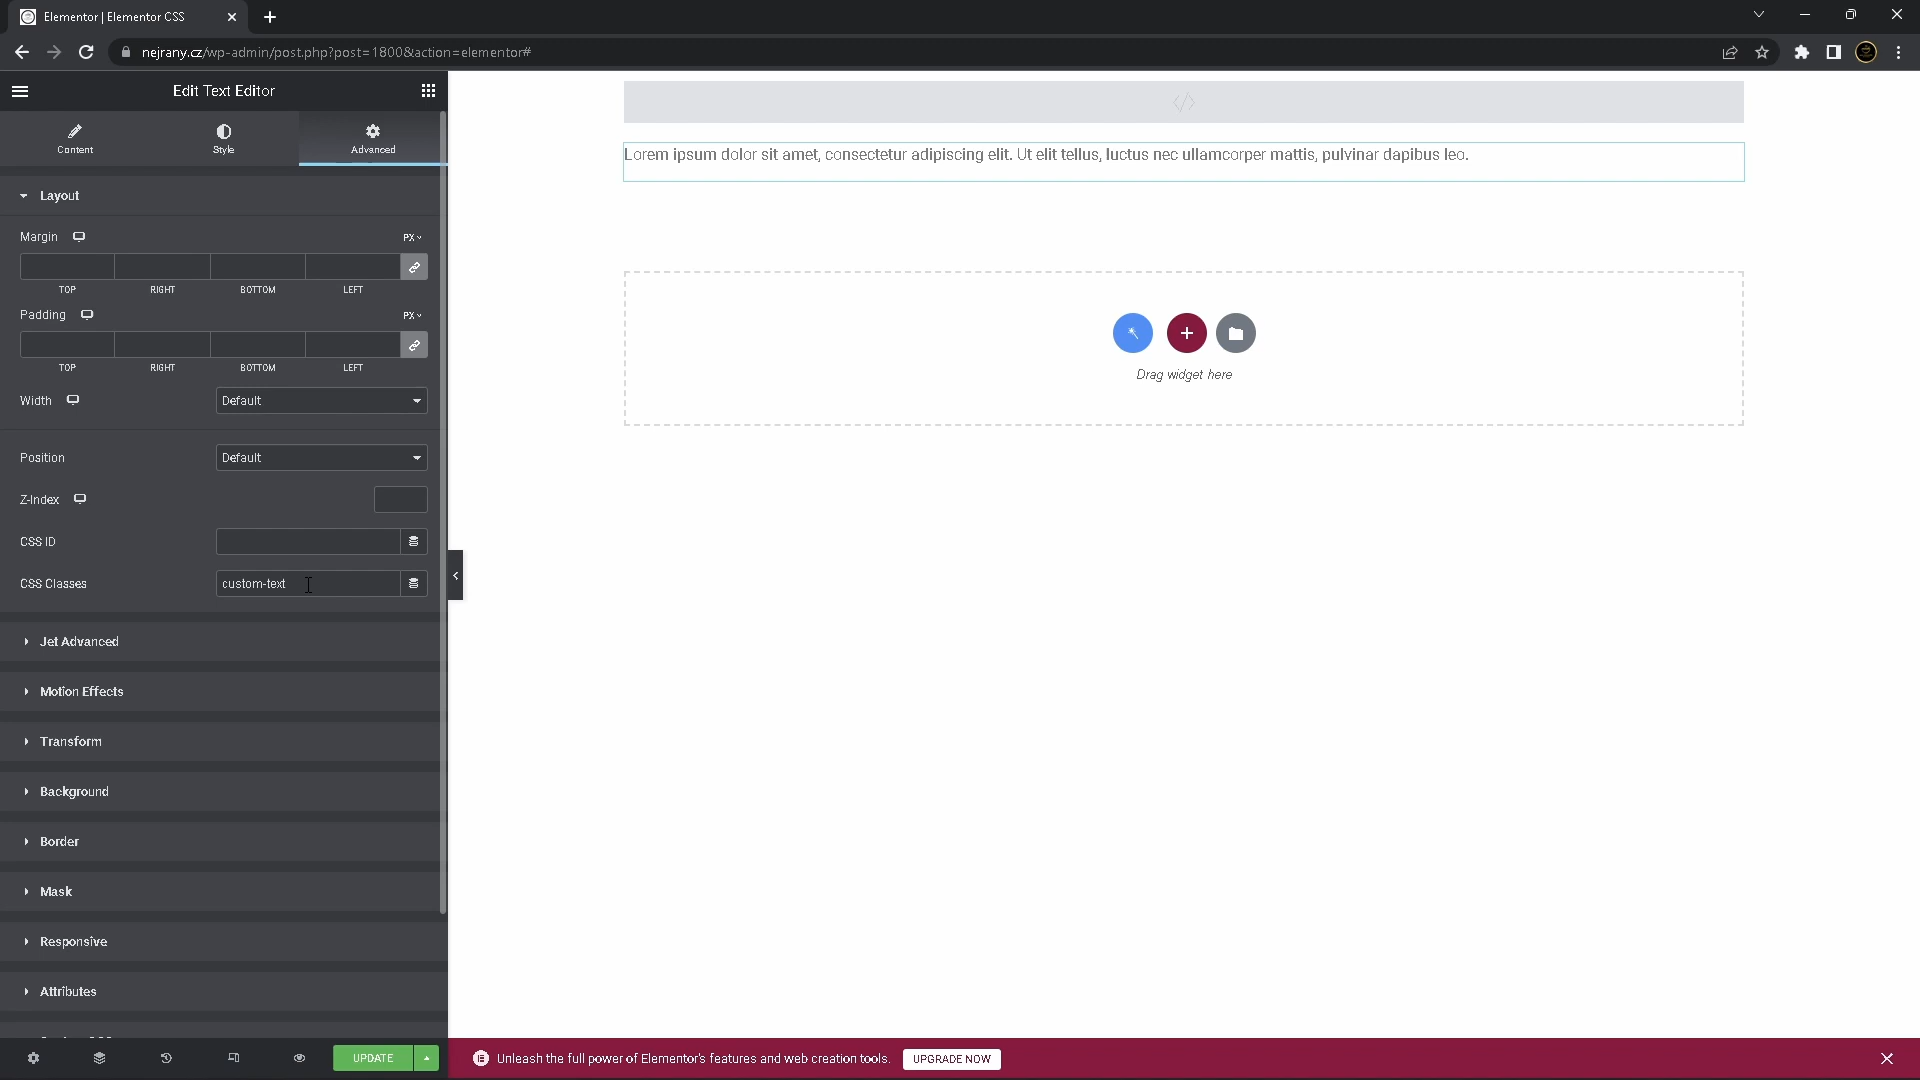 Elementor | Elementor CSS
nejrany.cz/wp-admin/post.php?post=1800&action=elementor#
Edit Text Editor
Content
Style
Advanced
Layout
Margin
PX
TOP
RIGHT
BOTTOM
LEFT
Padding
PX
TOP
RIGHT
BOTTOM
LEFT
Width
Default
Position
Default
Z-Index
CSS ID
CSS Classes
custom-text
Jet Advanced
Motion Effects
Transform
Background
Border
Mask
Responsive
Attributes
UPDATE
</>
Lorem ipsum dolor sit amet, consectetur adipiscing elit. Ut elit tellus, luctus nec ullamcorper mattis, pulvinar dapibus leo.
Drag widget here
Unleash the full power of Elementor's features and web creation tools.
UPGRADE NOW